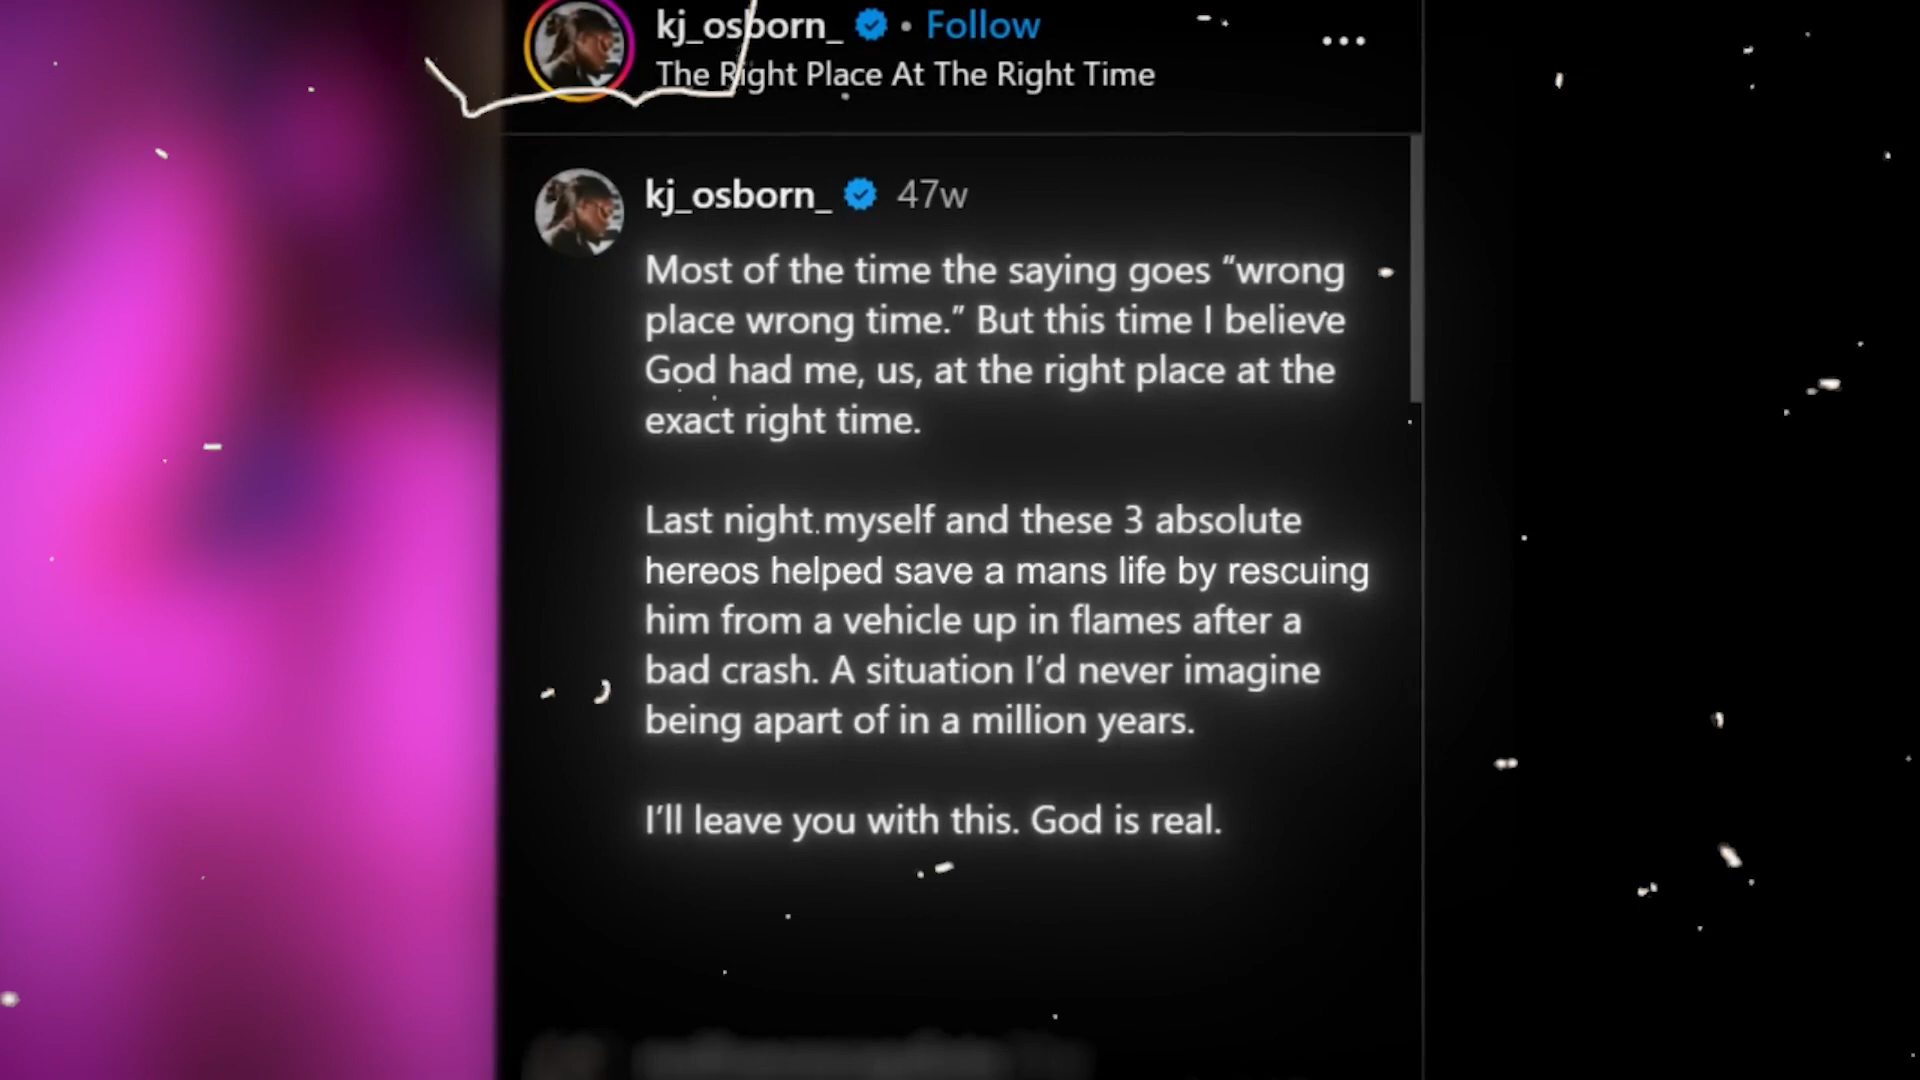 kj_osborn_ • Follow
The Right Place At The Right Time
kj_osborn_ 47w
Most of the time the saying goes “wrong
place wrong time.” But this time I believe
God had me, us, at the right place at the
exact right time.
Last night myself and these 3 absolute
hereos helped save a mans life by rescuing
him from a vehicle up in flames after a
bad crash. A situation I’d never imagine
being apart of in a million years.
I’ll leave you with this. God is real.